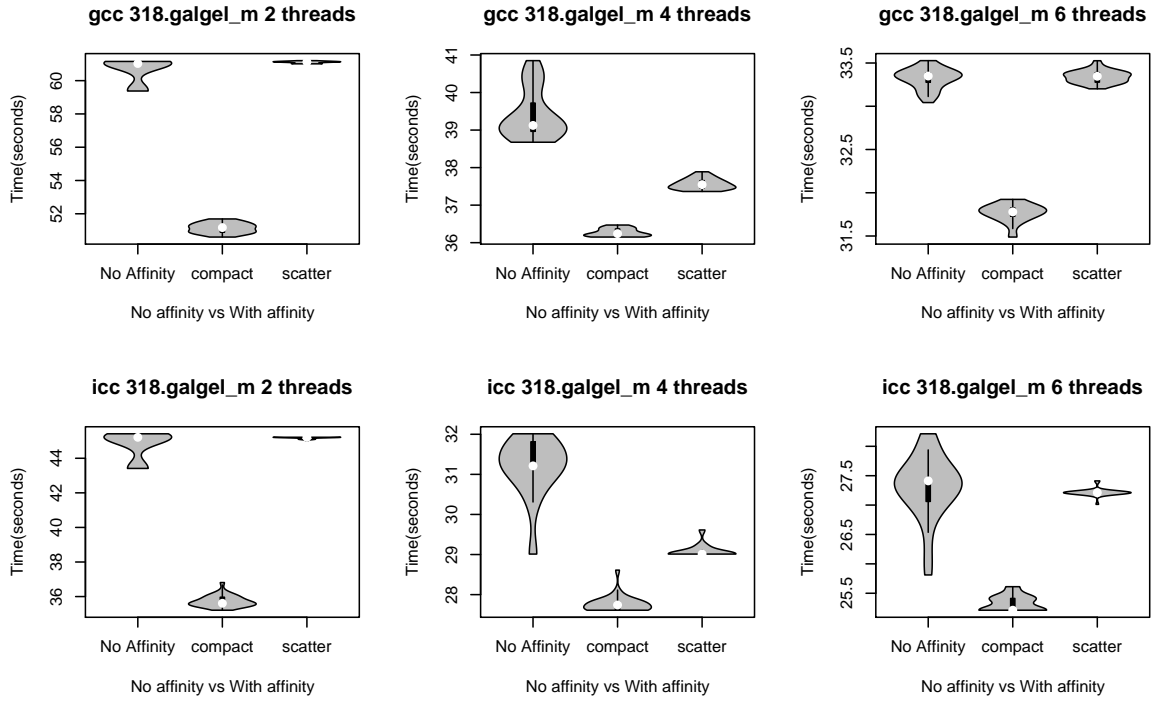 gcc 318.galgel_m 2 threads
Time(seconds)
60
58
56
54
52
No Affinity compact scatter
No affinity vs With affinity
gcc 318.galgel_m 4 threads
Time(seconds)
41
40
39
38
37
36
No Affinity compact scatter
No affinity vs With affinity
gcc 318.galgel_m 6 threads
Time(seconds)
33.5
32.5
31.5
No Affinity compact scatter
No affinity vs With affinity
icc 318.galgel_m 2 threads
Time(seconds)
44
42
40
38
36
No Affinity compact scatter
No affinity vs With affinity
icc 318.galgel_m 4 threads
Time(seconds)
32
31
30
29
28
No Affinity compact scatter
No affinity vs With affinity
icc 318.galgel_m 6 threads
Time(seconds)
27.5
26.5
25.5
No Affinity compact scatter
No affinity vs With affinity